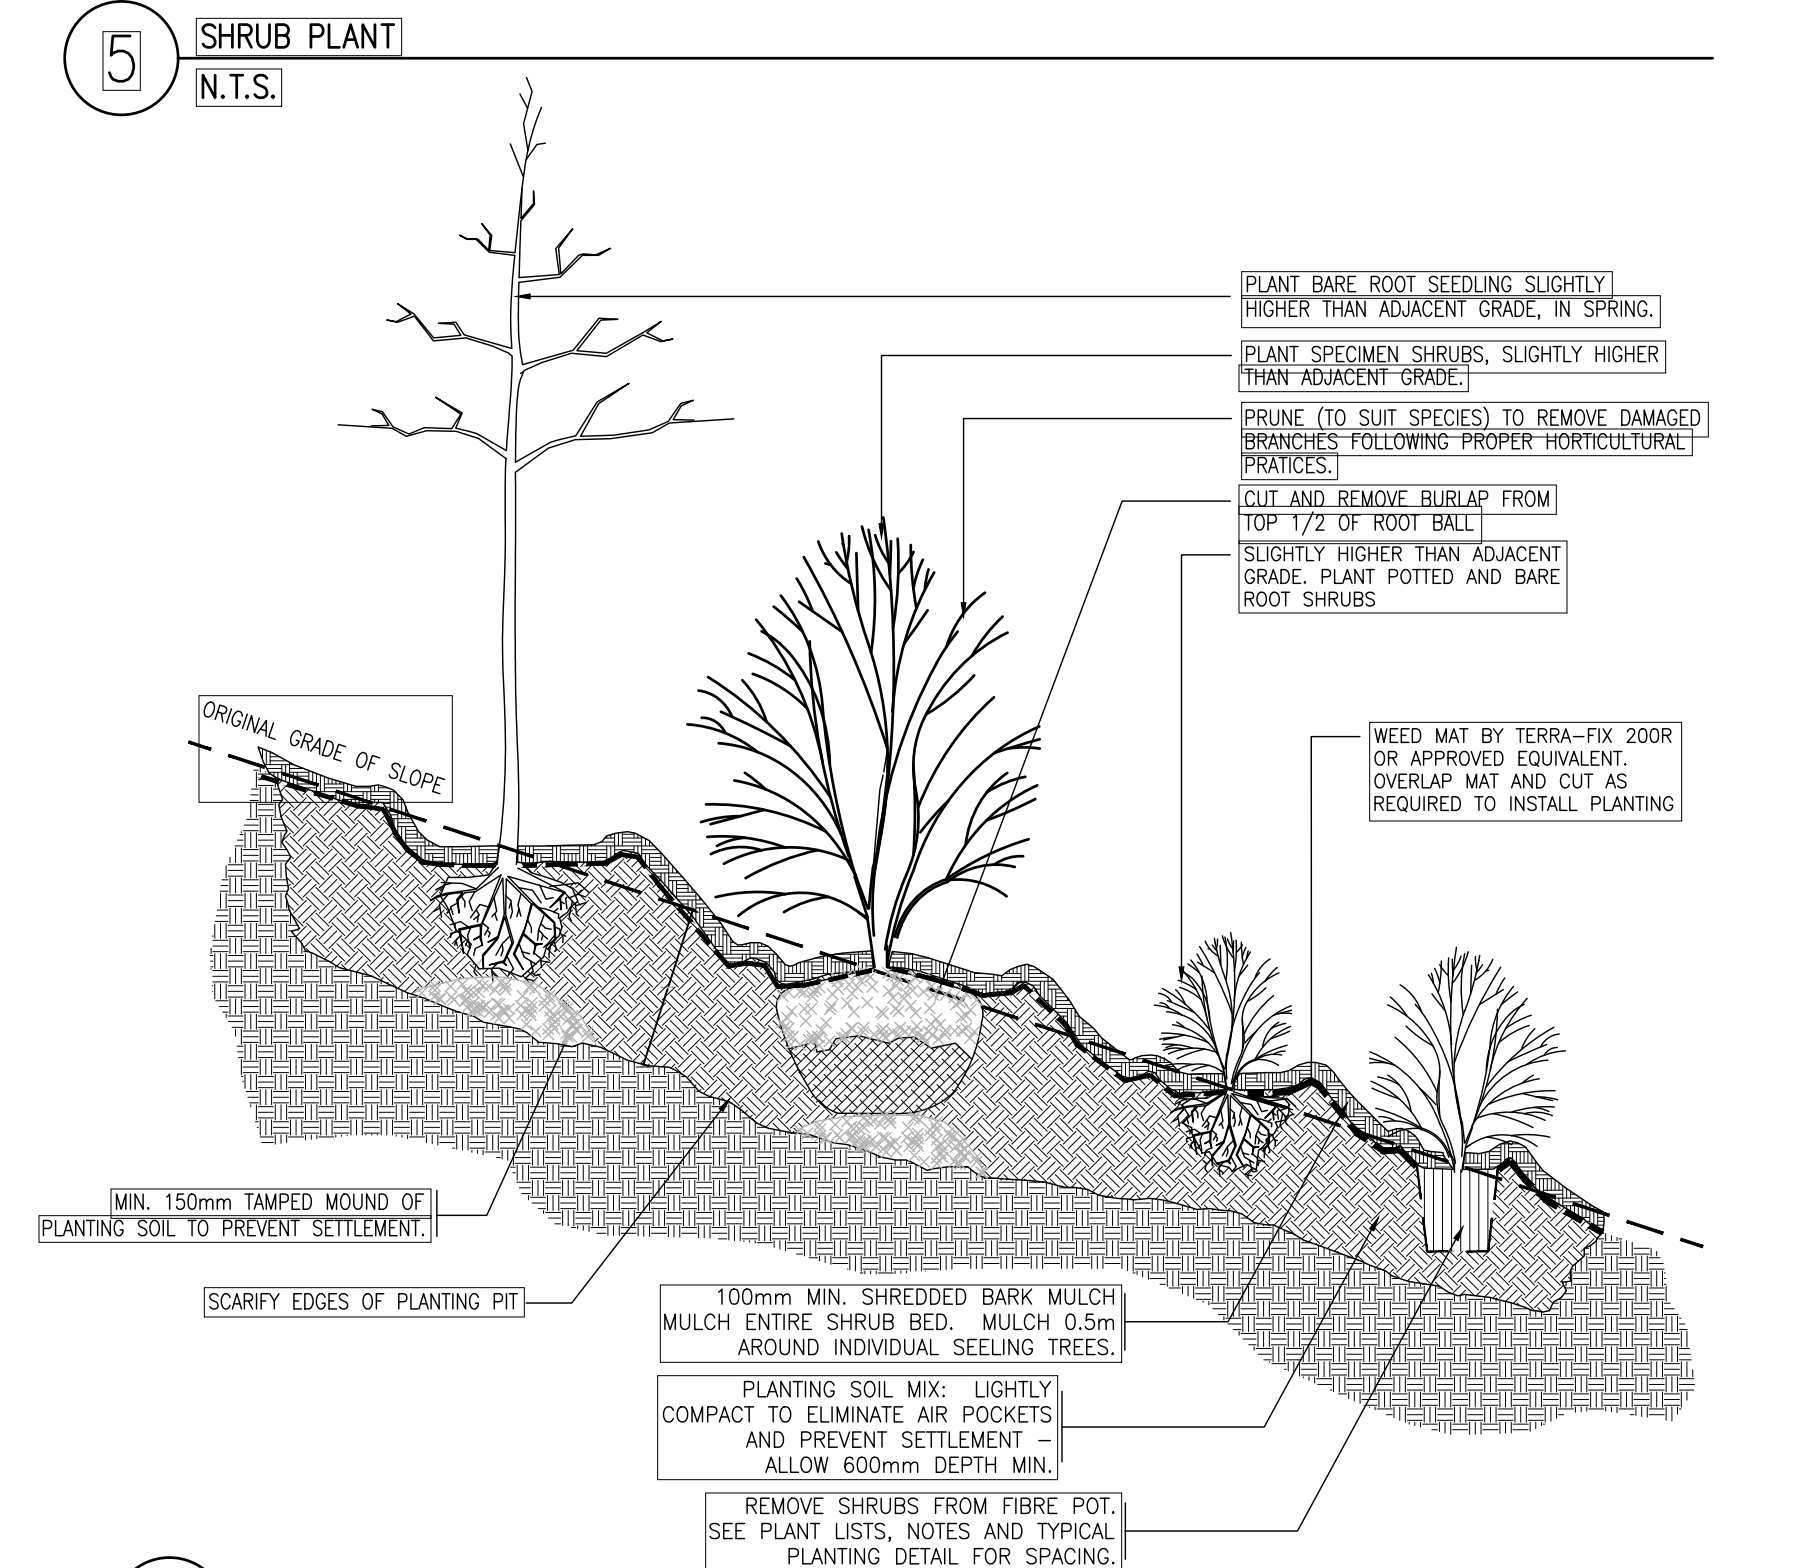 5
SHRUB PLANT
N.T.S.
PLANT BARE ROOT SEEDLING SLIGHTLY
HIGHER THAN ADJACENT GRADE, IN SPRING.
PLANT SPECIMEN SHRUBS, SLIGHTLY HIGHER
THAN ADJACENT GRADE.
PRUNE (TO SUIT SPECIES) TO REMOVE DAMAGED
BRANCHES FOLLOWING PROPER HORTICULTURAL
PRATICES.
CUT AND REMOVE BURLAP FROM
TOP 1/2 OF ROOT BALL
SLIGHTLY HIGHER THAN ADJACENT
GRADE. PLANT POTTED AND BARE
ROOT SHRUBS
ORIGINAL GRADE OF SLOPE
WEED MAT BY TERRA-FIX 200R
OR APPROVED EQUIVALENT.
OVERLAP MAT AND CUT AS
REQUIRED TO INSTALL PLANTING
MIN. 150mm TAMPED MOUND OF
PLANTING SOIL TO PREVENT SETTLEMENT.
SCARIFY EDGES OF PLANTING PIT
100mm MIN. SHREDDED BARK MULCH
MULCH ENTIRE SHRUB BED. MULCH 0.5m
AROUND INDIVIDUAL SEELING TREES.
PLANTING SOIL MIX: LIGHTLY
COMPACT TO ELIMINATE AIR POCKETS
AND PREVENT SETTLEMENT –
ALLOW 600mm DEPTH MIN.
REMOVE SHRUBS FROM FIBRE POT.
SEE PLANT LISTS, NOTES AND TYPICAL
PLANTING DETAIL FOR SPACING.